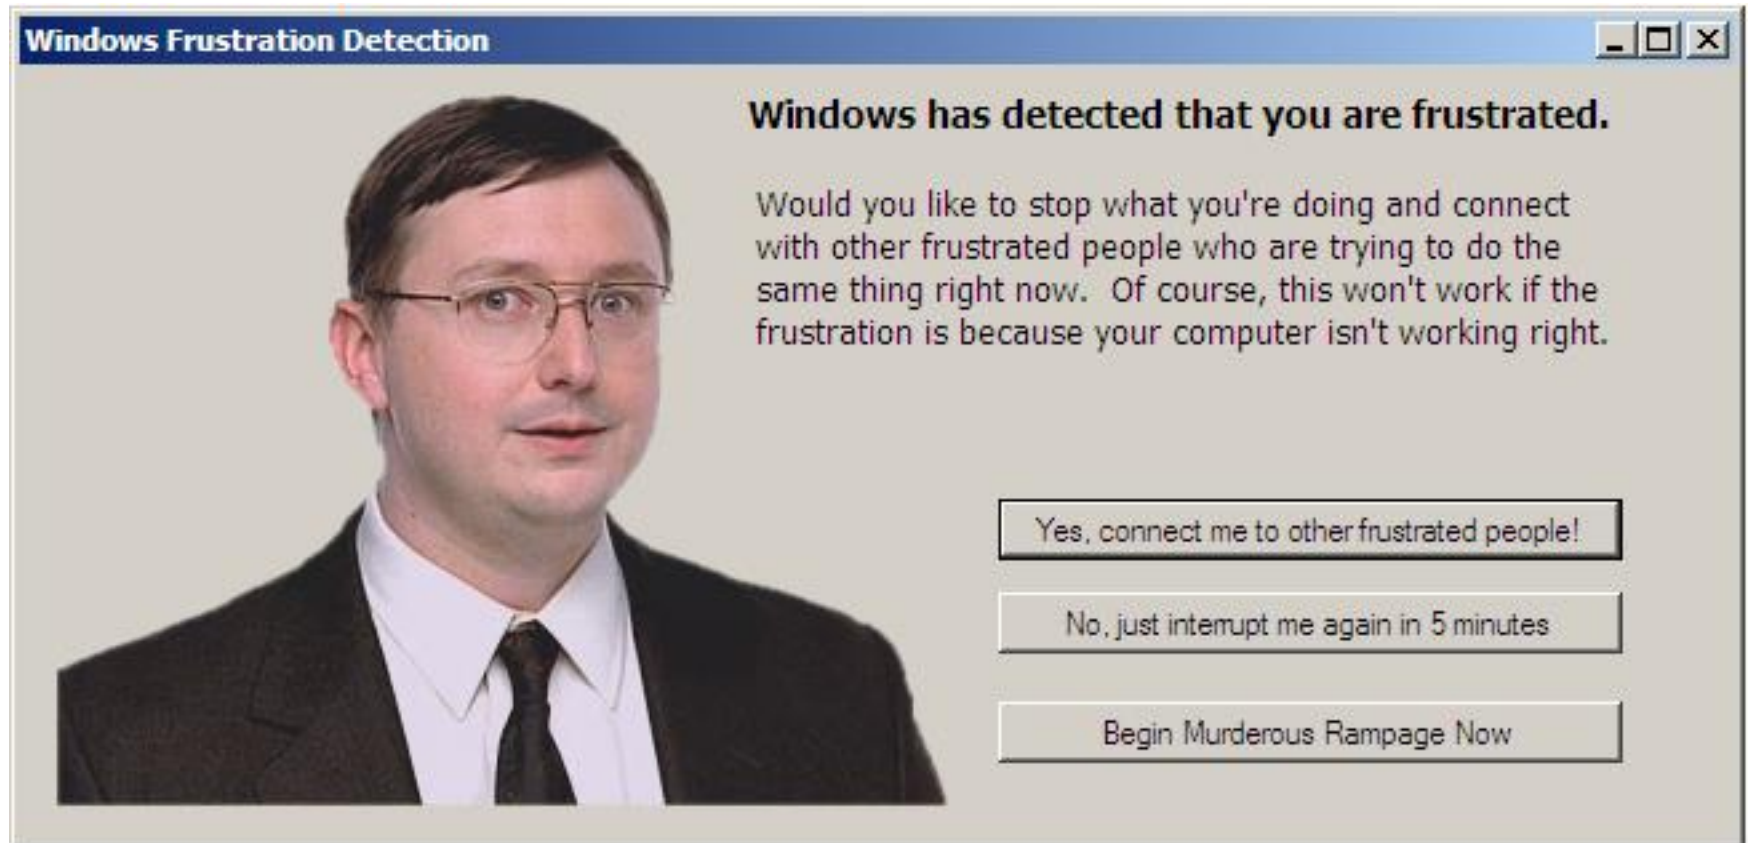 Windows Frustration Detection
Windows has detected that you are frustrated.
Would you like to stop what you're doing and connect
with other frustrated people who are trying to do the
same thing right now.  Of course, this won't work if the
frustration is because your computer isn't working right.
Yes, connect me to other frustrated people!
No, just interrupt me again in 5 minutes
Begin Murderous Rampage Now